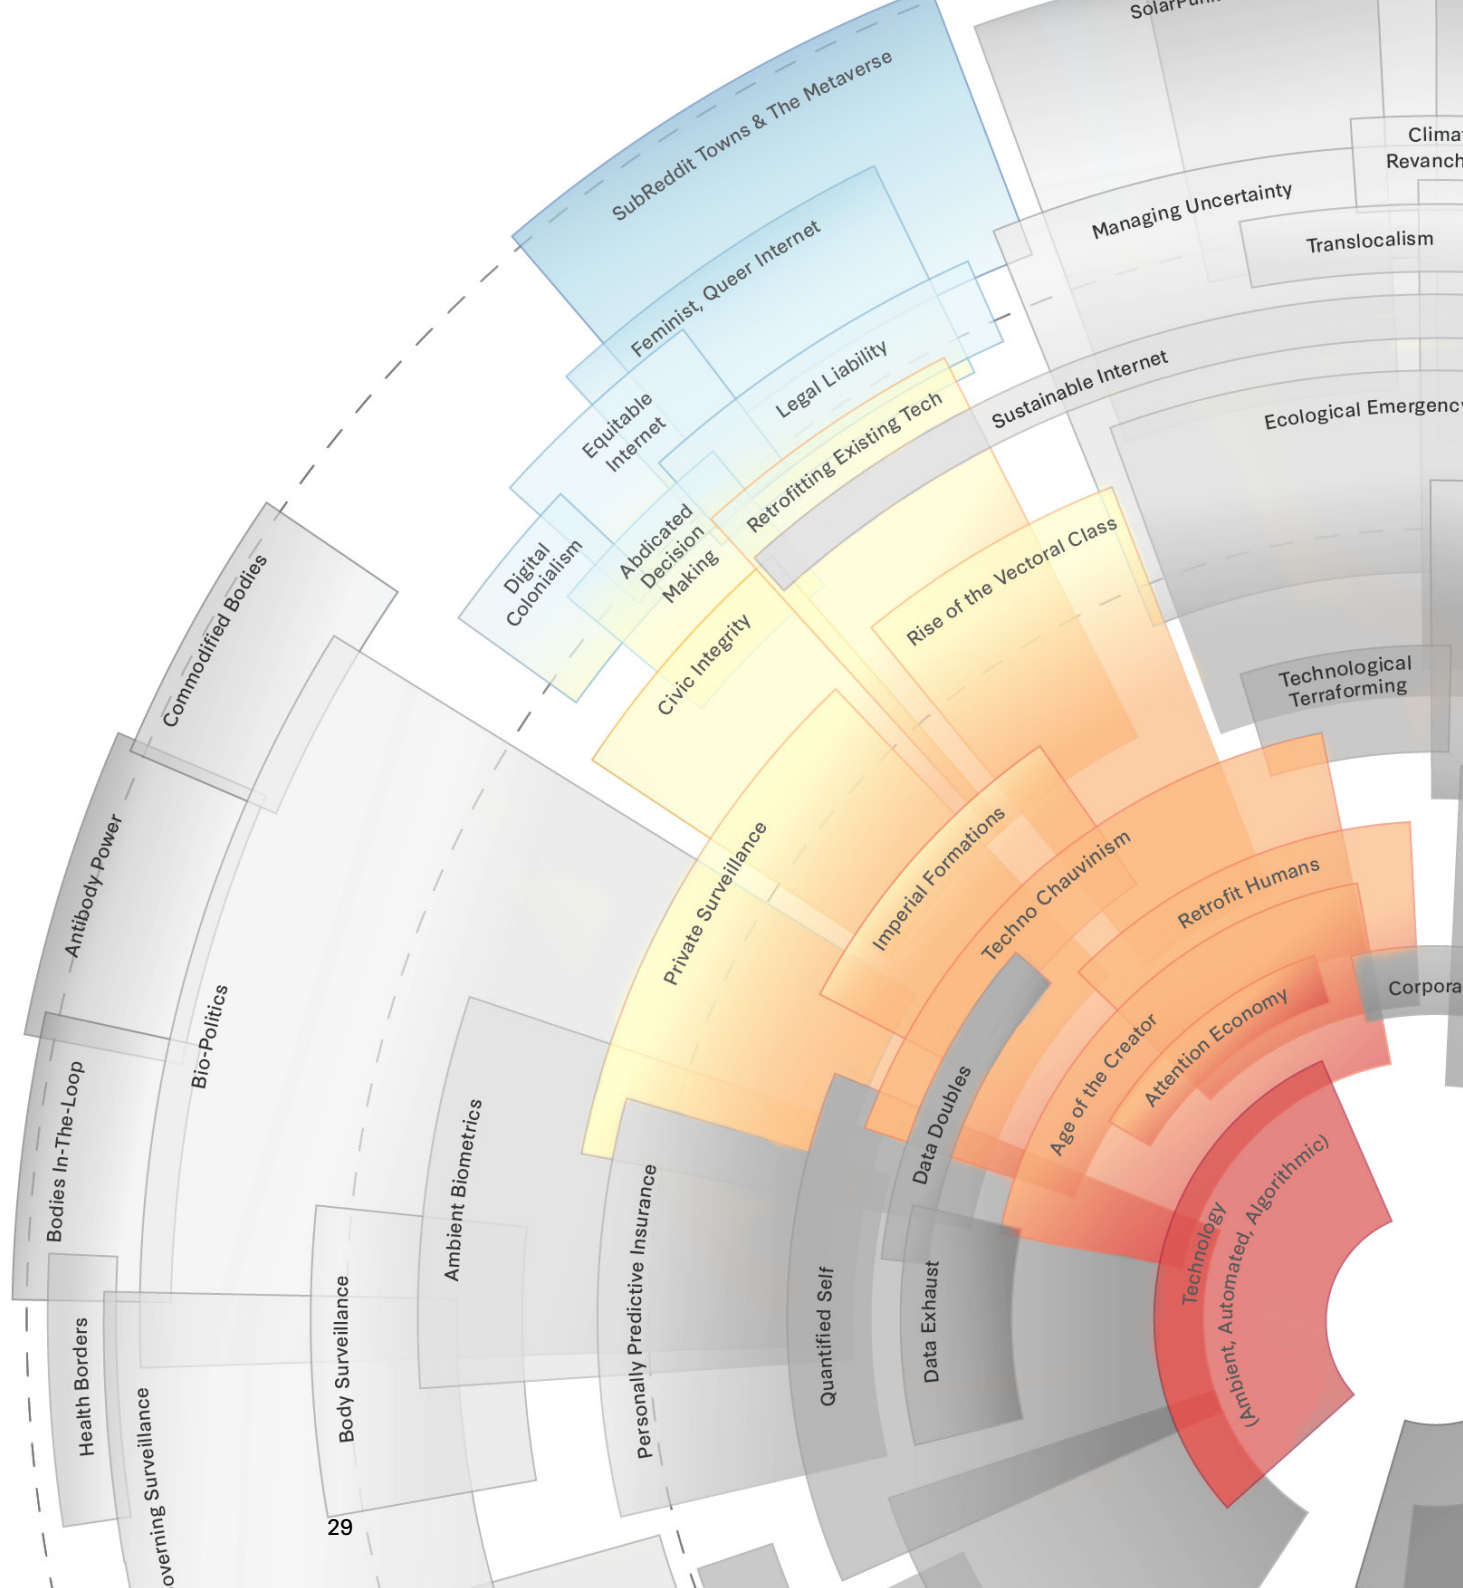 SolarPunk
SubReddit Towns & The Metaverse
Clima
Revanch
Managing Uncertainty
Translocalism
Feminist, Queer Internet
Legal Liability
Sustainable Internet
Equitable
Internet
Retrofitting Existing Tech
Ecological Emergency
Digital
Colonialism
Abdicated
Decision
Making
Rise of the Vectoral Class
Civic Integrity
Commodified Bodies
Technological
Terraforming
Antibody Power
Private Surveillance
Imperial Formations
Techno Chauvinism
Retrofit Humans
Bio-Politics
Corpora
Attention Economy
Age of the Creator
Data Doubles
Bodies In-The-Loop
Ambient Biometrics
Technology
(Ambient, Automated, Algorithmic)
Personally Predictive Insurance
Quantified Self
Data Exhaust
Body Surveillance
Health Borders
overning Surveillance
29